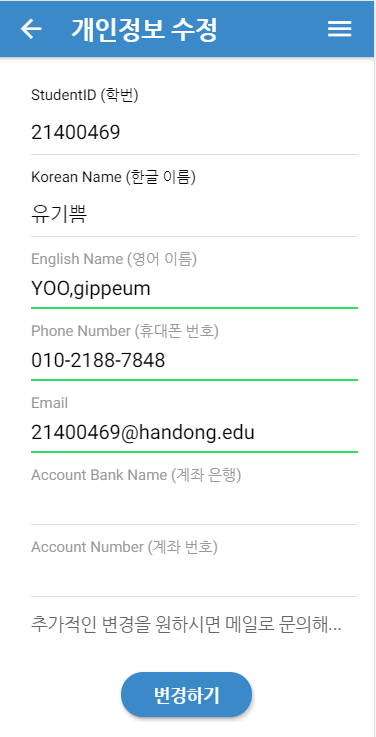 개인정보 수정
StudentID (학번)
21400469
Korean Name (한글 이름)
유기쁨
English Name (영어 이름)
YOO,gippeum
Phone Number (휴대폰 번호)
010-2188-7848
Email
21400469@handong.edu
Account Bank Name (계좌 은행)
Account Number (계좌 번호)
추가적인 변경을 원하시면 메일로 문의해...
변경하기